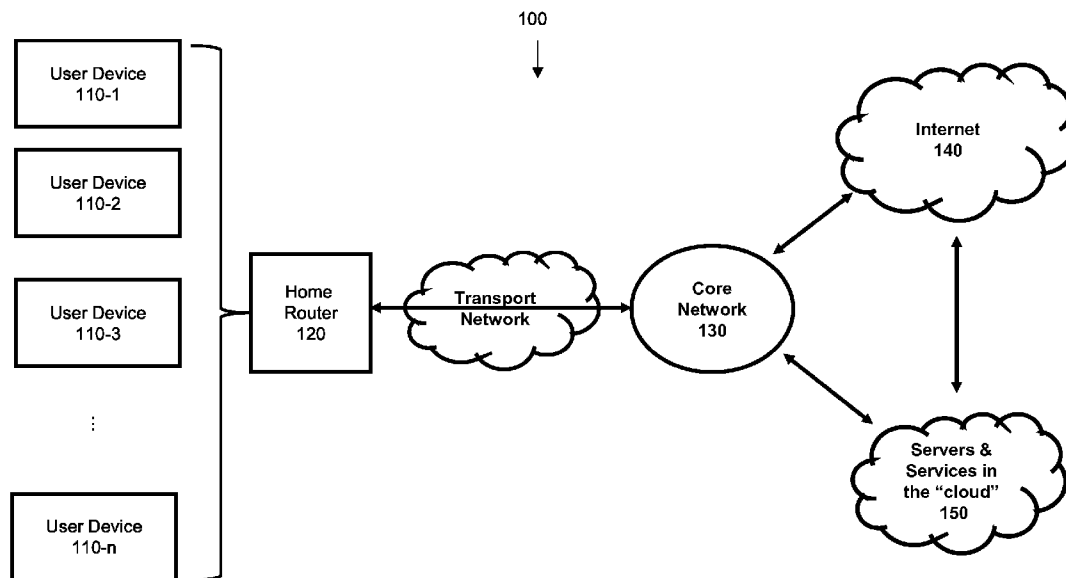 100
User Device
110-1
User Device
110-2
User Device
110-3
...
User Device
110-n
Home
Router
120
Transport
Network
Core
Network
130
Internet
140
Servers &
Services in
the “cloud”
150